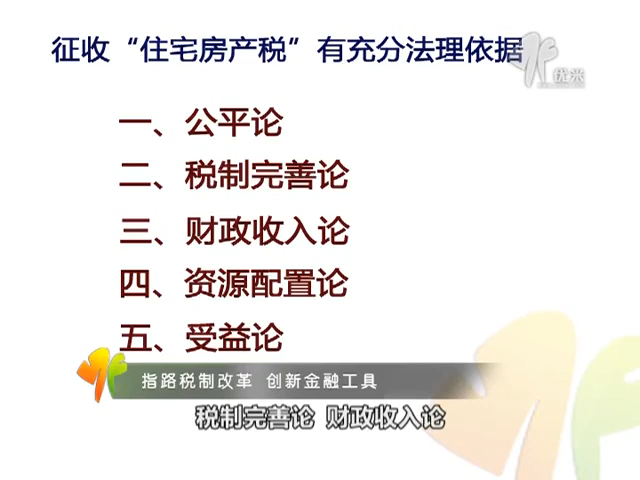 征收“住宅房产税”有充分法理依据
优米
一、公平论
二、税制完善论
三、财政收入论
四、资源配置论
五、受益论
指路税制改革 创新金融工具
税制完善论 财政收入论